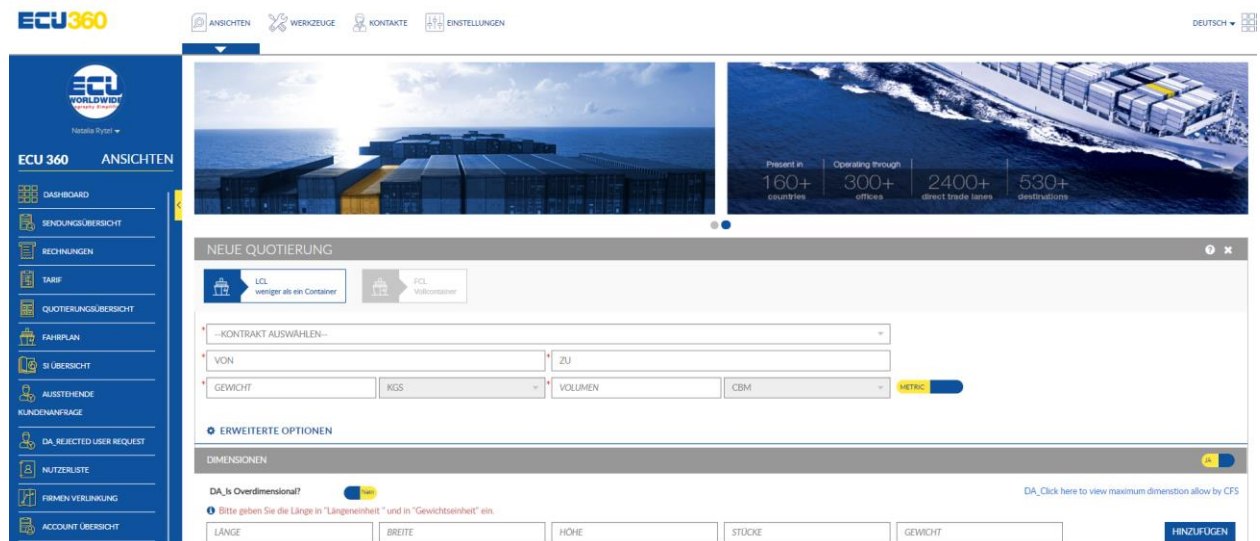 ECU360
ANSICHTEN
WERKZEUGE
KONTAKTE
EINSTELLUNGEN
DEUTSCH
ECU
WORLDWIDE
Natalia Rytel
ECU 360 ANSICHTEN
DASHBOARD
SENDUNGSÜBERSICHT
RECHNUNGEN
TARIF
QUOTIERUNGSÜBERSICHT
FAHRPLAN
SI ÜBERSICHT
AUSSTEHENDE
KUNDENANFRAGE
DA_REJECTED USER REQUEST
NUTZERLISTE
FIRMEN VERLINKUNG
ACCOUNT ÜBERSICHT
Present in
160+
countries
Operating through
300+
offices
2400+
direct trade lanes
530+
destinations
NEUE QUOTIERUNG
LCL
weniger als ein Container
FCL
Vollcontainer
* --KONTRAKT AUSWÄHLEN--
* VON
* ZU
* GEWICHT KGS
* VOLUMEN CBM
METRIC
ERWEITERTE OPTIONEN
DIMENSIONEN
JA
DA_Is Overdimensional?
Nein
DA_Click here to view maximum dimenstion allow by CFS
Bitte geben Sie die Länge in "Längeneinheit " und in "Gewichtseinheit" ein.
LÄNGE
BREITE
HÖHE
STÜCKE
GEWICHT
HINZUFÜGEN